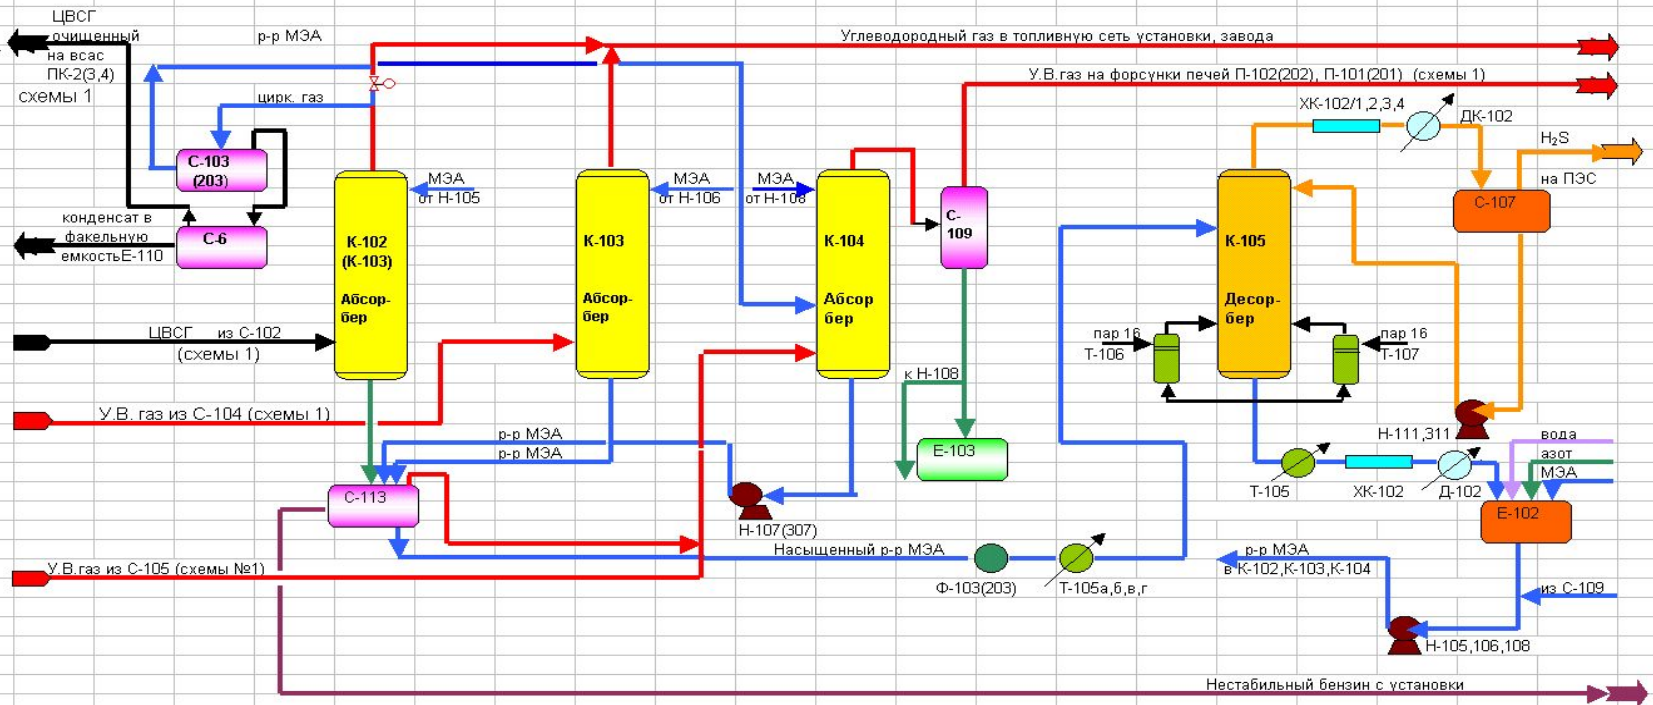 ЦВСГ
очищенный
на всас
ПК-2(3,4)
схемы 1
р-р МЭА
Углеводородный газ в топливную сеть установки, завода
У.В.газ на форсунки печей П-102(202), П-101(201) (схемы 1)
цирк. газ
ХК-102/1,2,3,4
ДК-102
H₂S
на ПЭС
С-103
(203)
МЭА
от Н-105
МЭА
от Н-106
МЭА
от Н-108
С-107
конденсат в
факельную
емкостьЕ-110
С-6
К-102
(К-103)
Абсор-
бер
К-103
Абсор-
бер
К-104
Абсор
бер
С-
109
К-105
Десор-
бер
ЦВСГ из С-102
(схемы 1)
пар 16
Т-106
пар 16
Т-107
к Н-108
У.В. газ из С-104 (схемы 1)
р-р МЭА
р-р МЭА
Е-103
Н-111,311
вода
азот
МЭА
Т-105
ХК-102
Д-102
С-113
Е-102
Н-107(307)
Насыщенный р-р МЭА
р-р МЭА
в К-102,К-103,К-104
У.В.газ из С-105 (схемы №1)
Ф-103(203)
Т-105а,б,в,г
из С-109
Н-105,106,108
Нестабильный бензин с установки